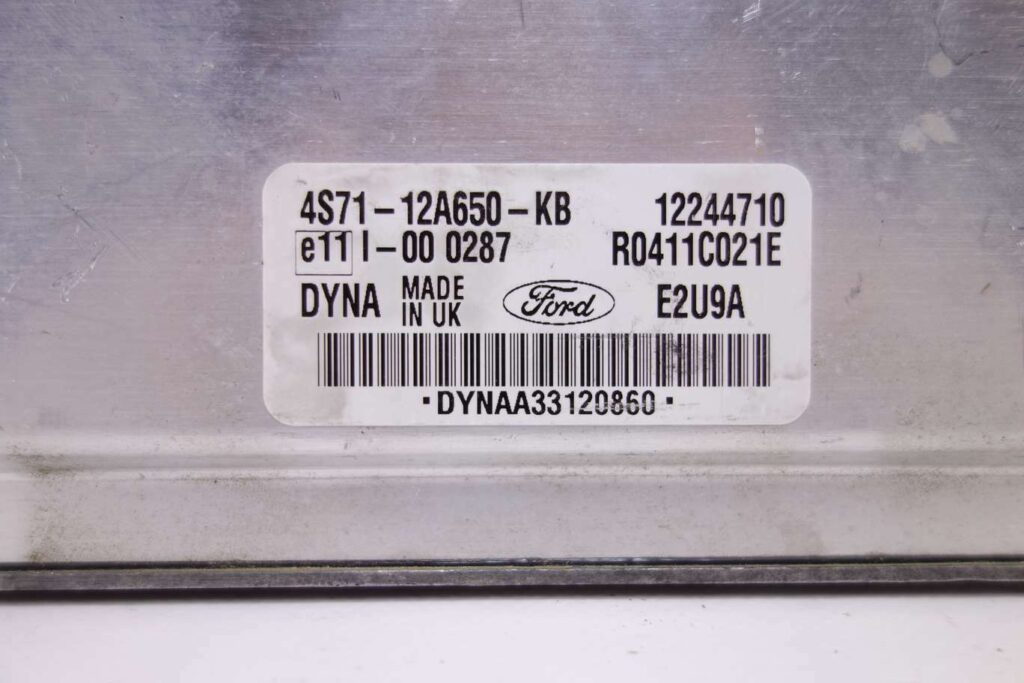 4S71-12A650-KB 12244710
e11 I-00 0287 R0411C021E
DYNA MADE IN UK Ford E2U9A
·DYNAA33120860·